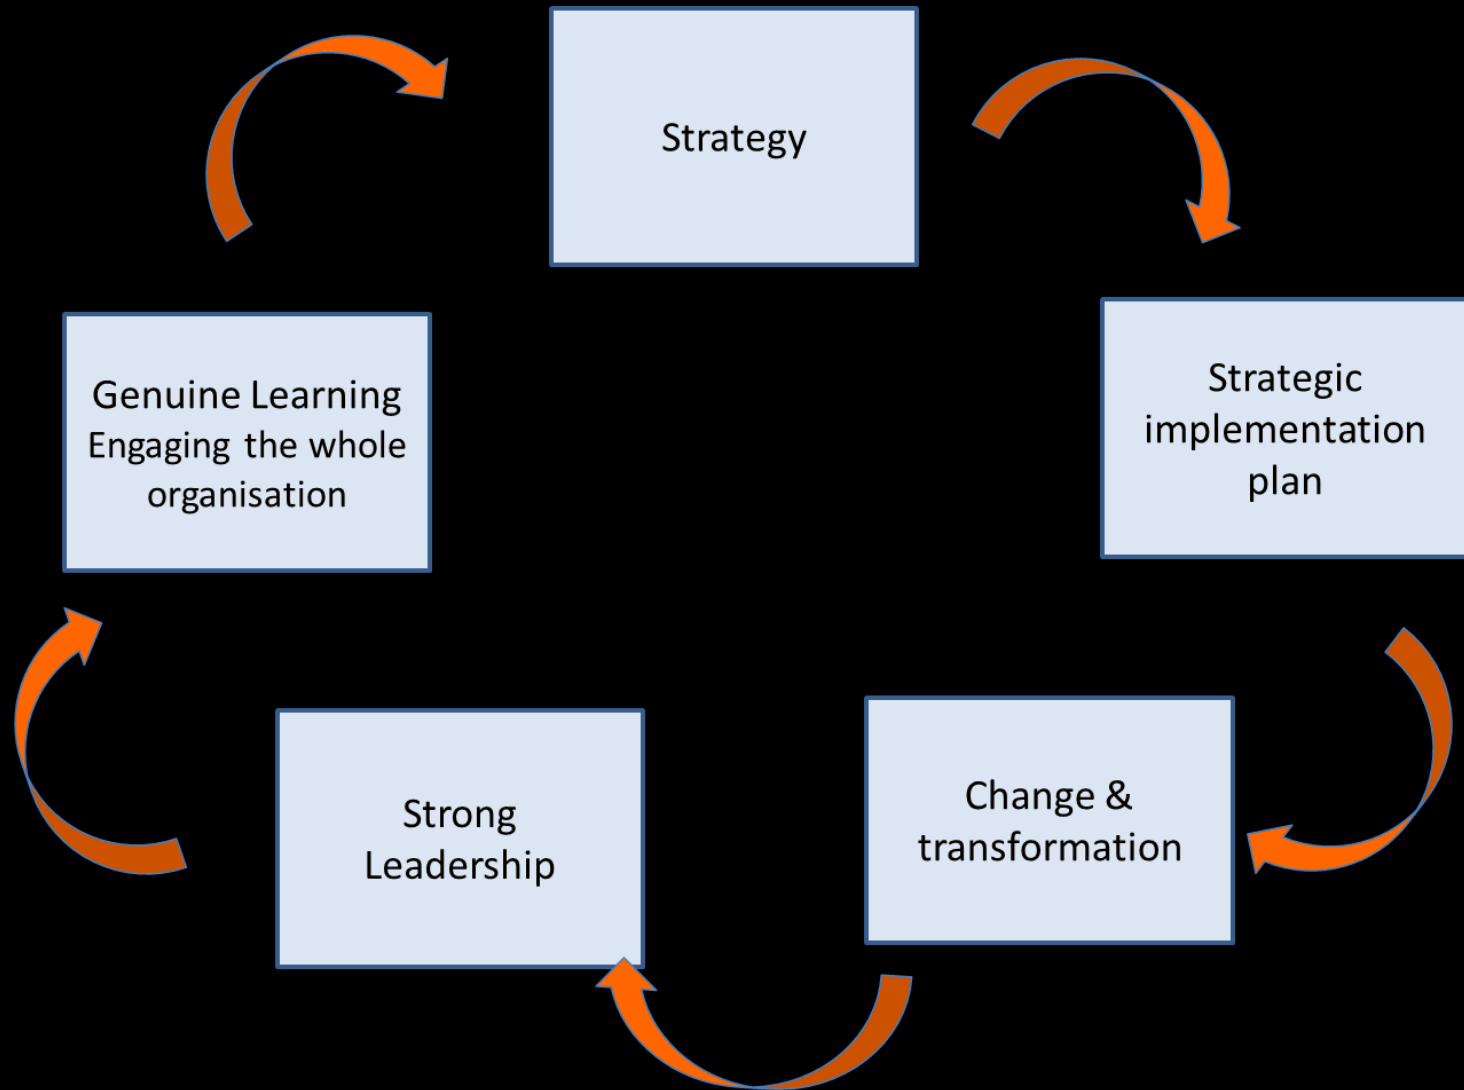 Strategy
Strategic
implementation
plan
Change &
transformation
Strong
Leadership
Genuine Learning
Engaging the whole
organisation